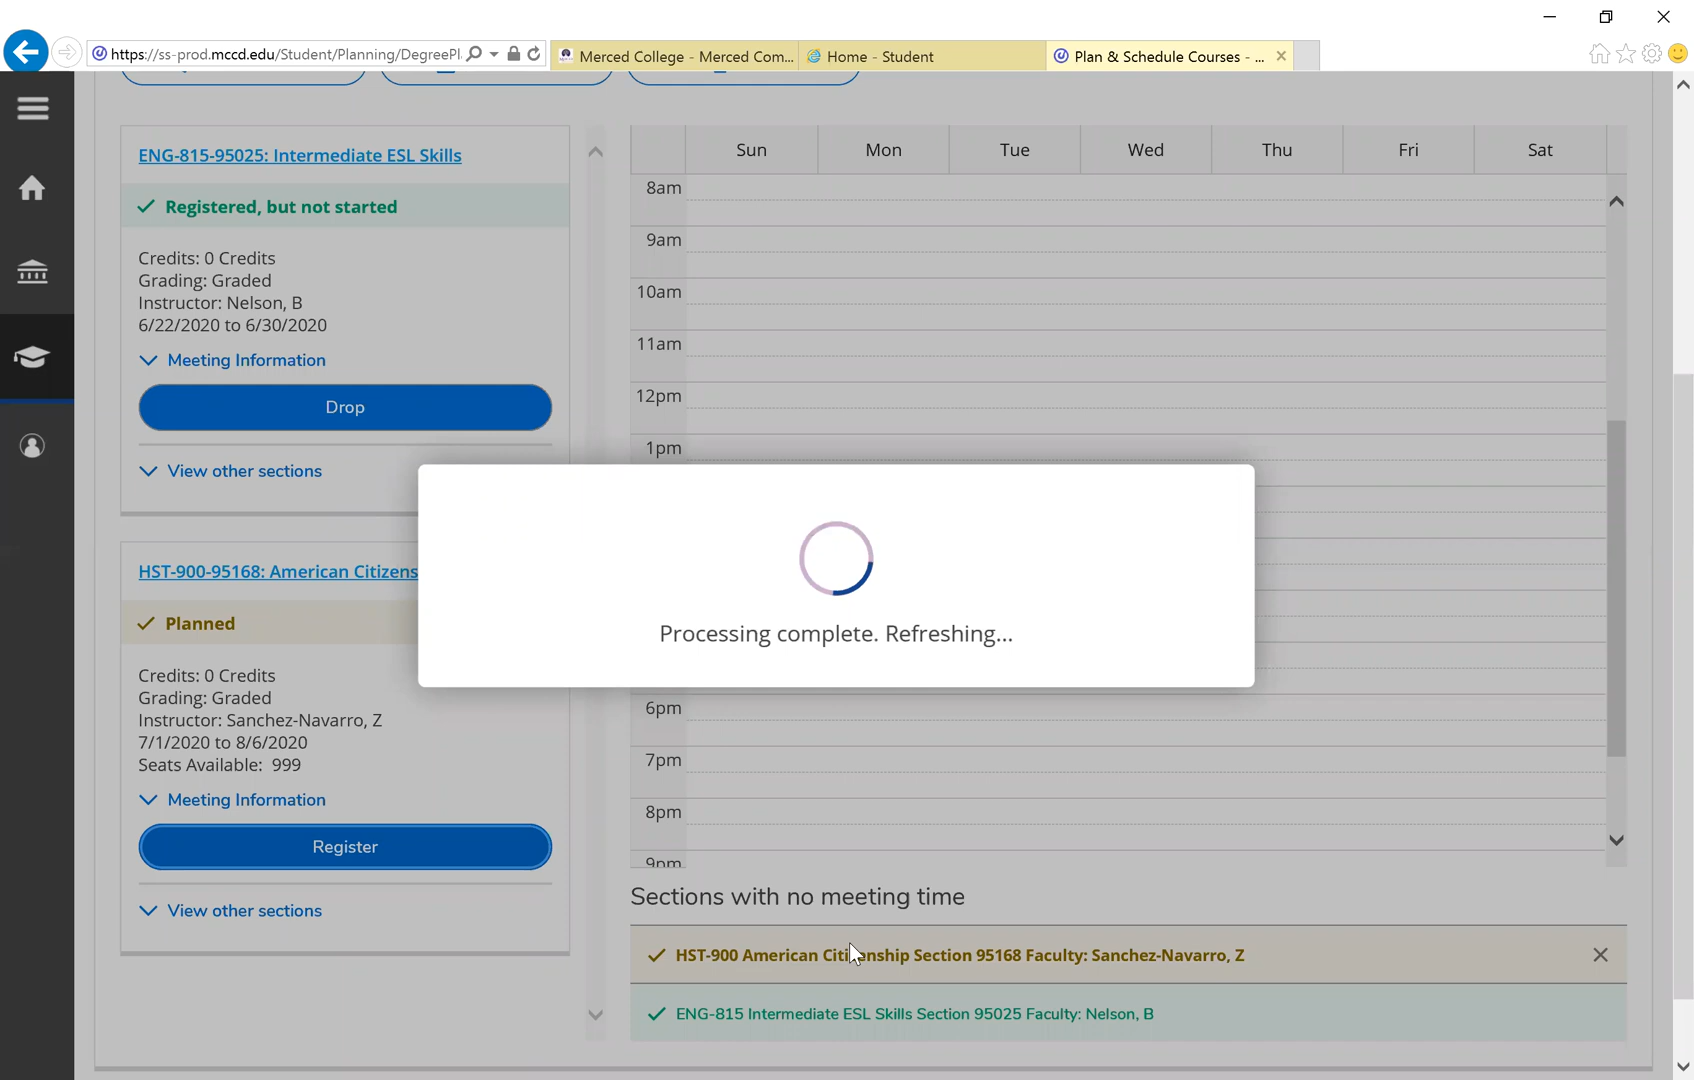 https://ss-prod.mccd.edu/Student/Planning/DegreePl
Merced College - Merced Com...
Home - Student
Plan & Schedule Courses - ...
ENG-815-95025: Intermediate ESL Skills
Registered, but not started
Credits: 0 Credits
Grading: Graded
Instructor: Nelson, B
6/22/2020 to 6/30/2020
Meeting Information
Drop
View other sections
HST-900-95168: American Citizens
Planned
Credits: 0 Credits
Grading: Graded
Instructor: Sanchez-Navarro, Z
7/1/2020 to 8/6/2020
Seats Available: 999
Meeting Information
Register
View other sections
Sun Mon Tue Wed Thu Fri Sat
8am
9am
10am
11am
12pm
1pm
Processing complete. Refreshing...
6pm
7pm
8pm
9pm
Sections with no meeting time
HST-900 American Citizenship Section 95168 Faculty: Sanchez-Navarro, Z
ENG-815 Intermediate ESL Skills Section 95025 Faculty: Nelson, B